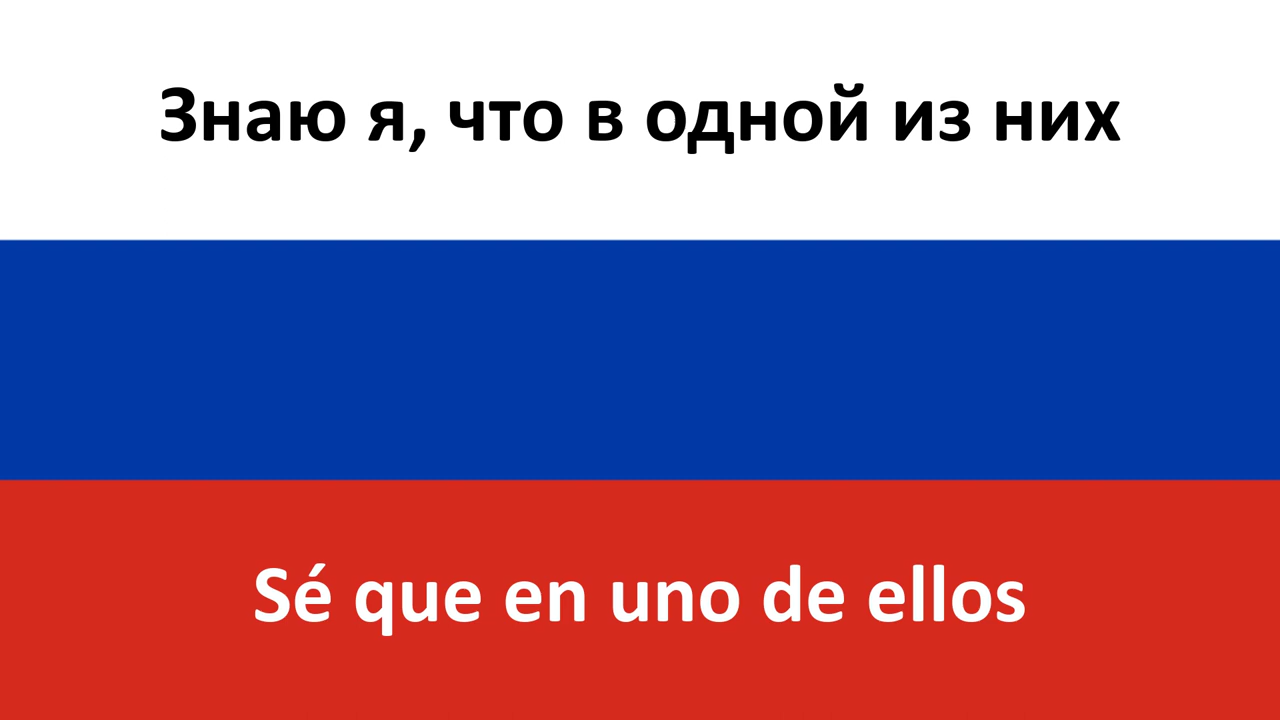 Знаю я, что в одной из них
Sé que en uno de ellos